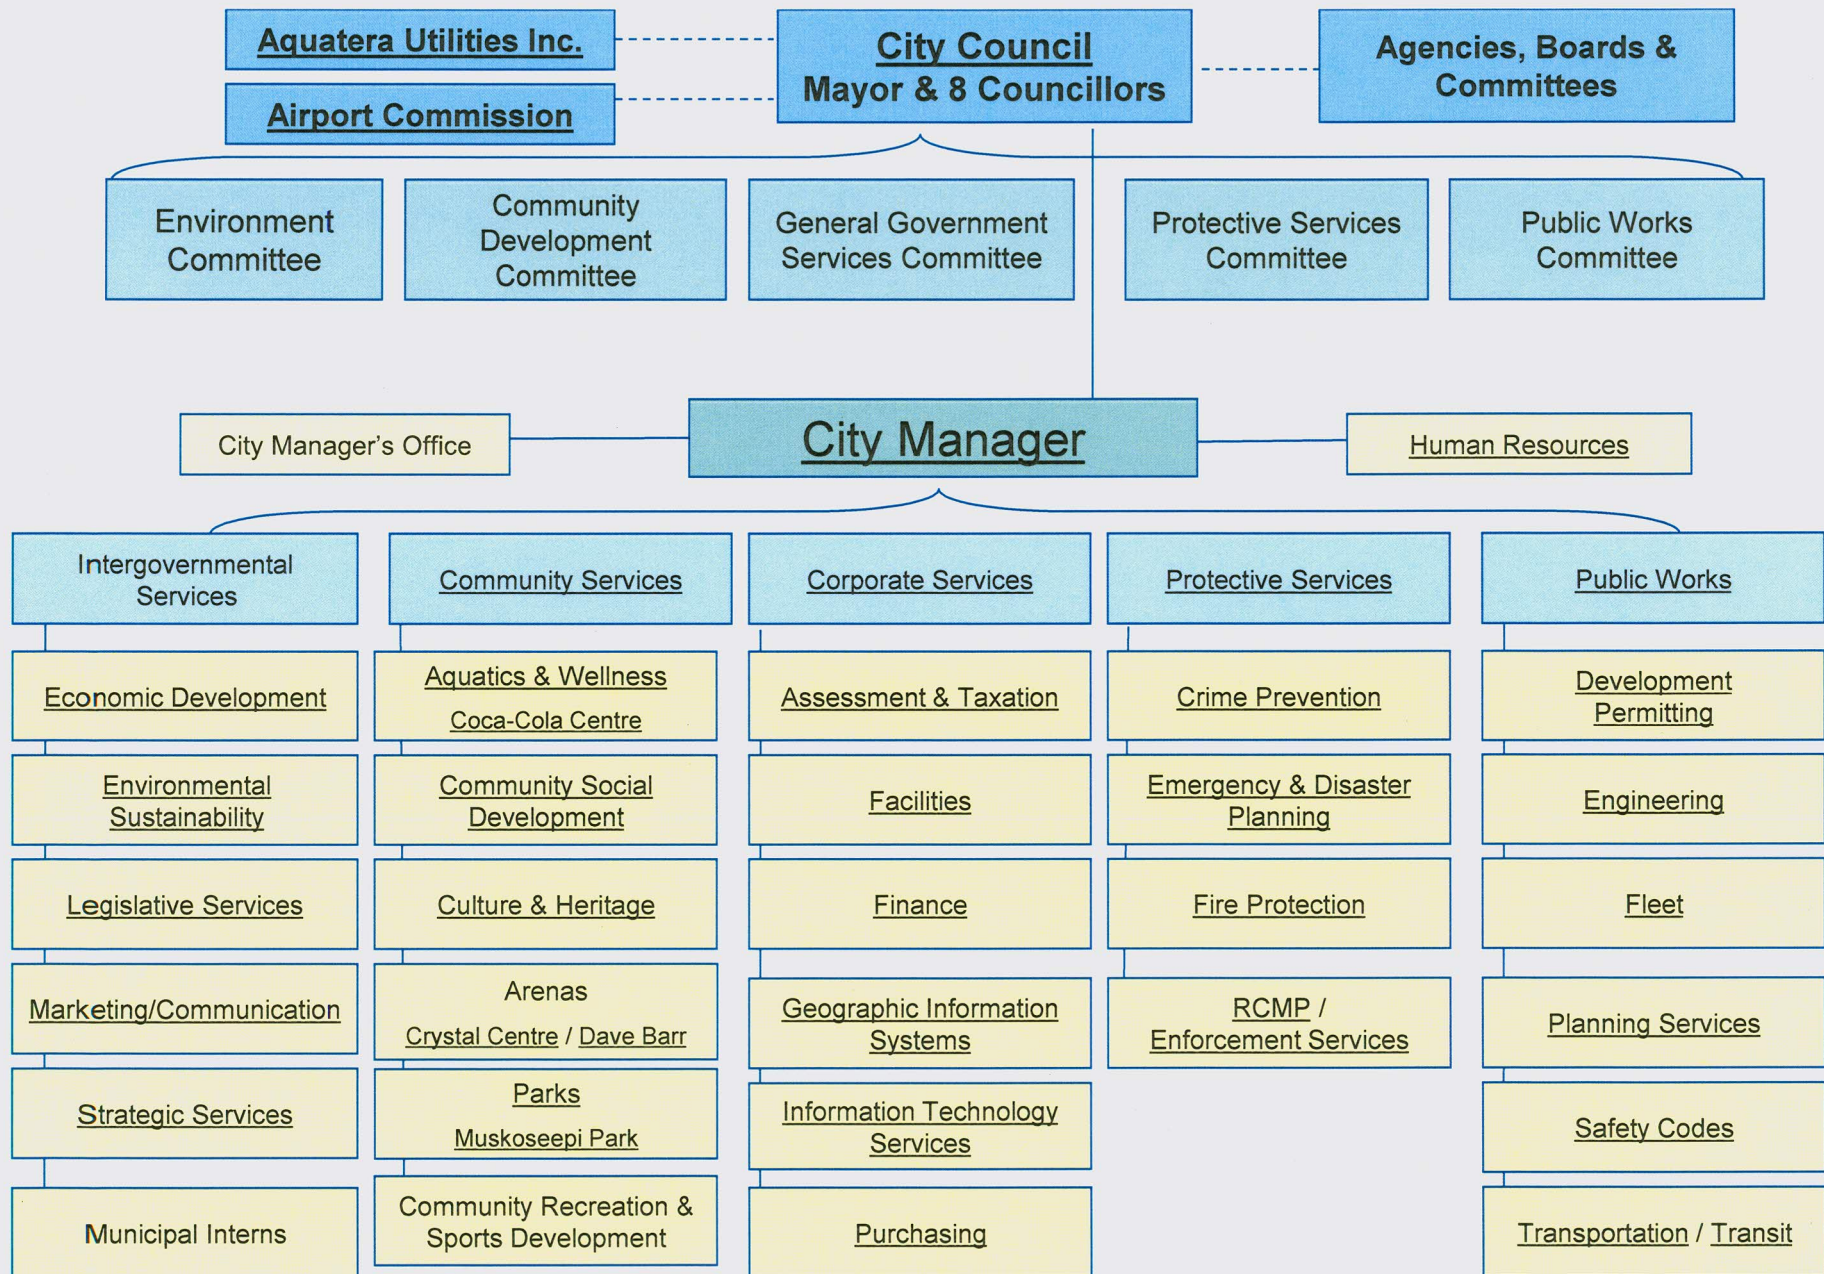 Aquatera Utilities Inc.
Airport Commission
City Council
Mayor & 8 Councillors
Agencies, Boards &
Committees
Environment
Committee
Community
Development
Committee
General Government
Services Committee
Protective Services
Committee
Public Works
Committee
City Manager's Office
City Manager
Human Resources
Intergovernmental
Services
Economic Development
Environmental
Sustainability
Legislative Services
Marketing/Communication
Strategic Services
Municipal Interns
Community Services
Aquatics & Wellness
Coca-Cola Centre
Community Social
Development
Culture & Heritage
Arenas
Crystal Centre / Dave Barr
Parks
Muskoseepi Park
Community Recreation &
Sports Development
Corporate Services
Assessment & Taxation
Facilities
Finance
Geographic Information
Systems
Information Technology
Services
Purchasing
Protective Services
Crime Prevention
Emergency & Disaster
Planning
Fire Protection
RCMP /
Enforcement Services
Public Works
Development
Permitting
Engineering
Fleet
Planning Services
Safety Codes
Transportation / Transit